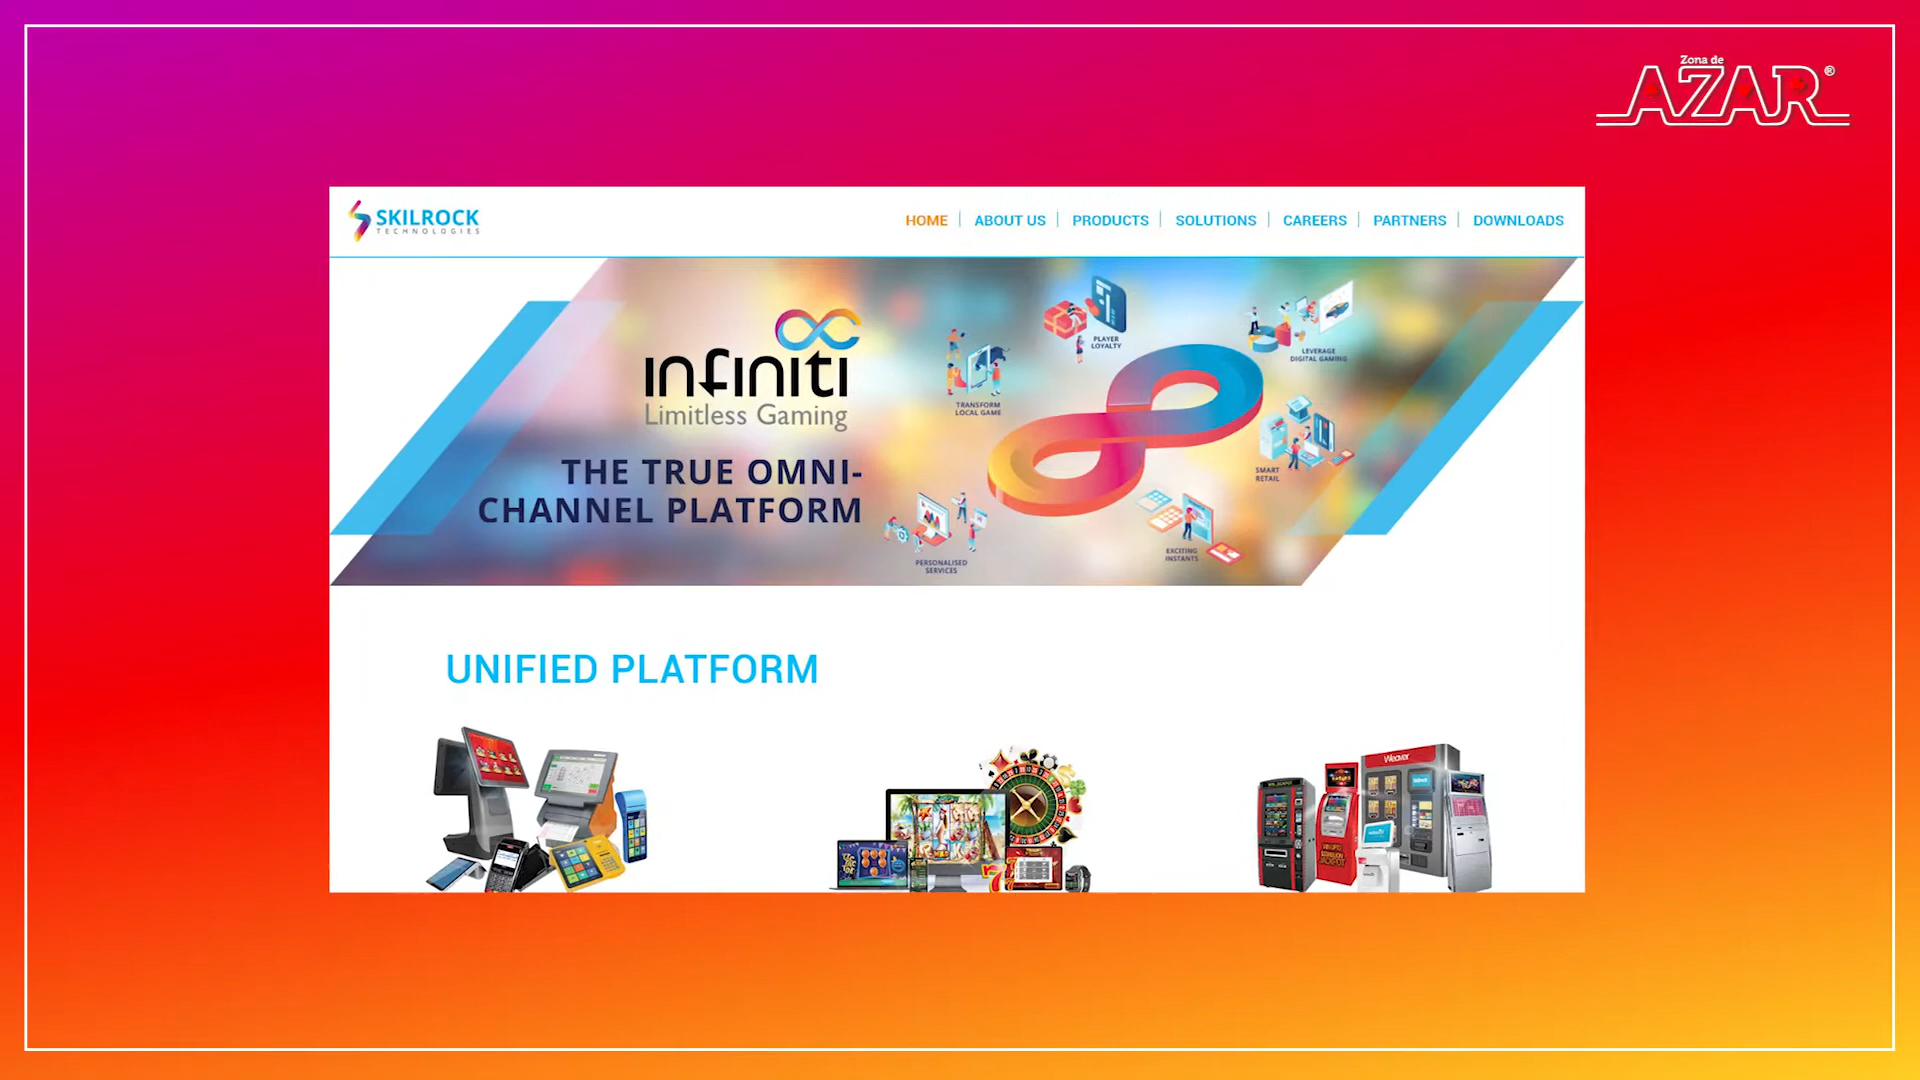 Zona de
AZAR®
SKILROCK
TECHNOLOGIES
HOME
ABOUT US
PRODUCTS
SOLUTIONS
CAREERS
PARTNERS
DOWNLOADS
infiniti
Limitless Gaming
THE TRUE OMNI-
CHANNEL PLATFORM
PLAYER
LOYALTY
LEVERAGE
DIGITAL GAMING
TRANSFORM
LOCAL GAME
SMART
RETAIL
EXCITING
INSTANTS
PERSONALISED
SERVICES
UNIFIED PLATFORM
Weaver